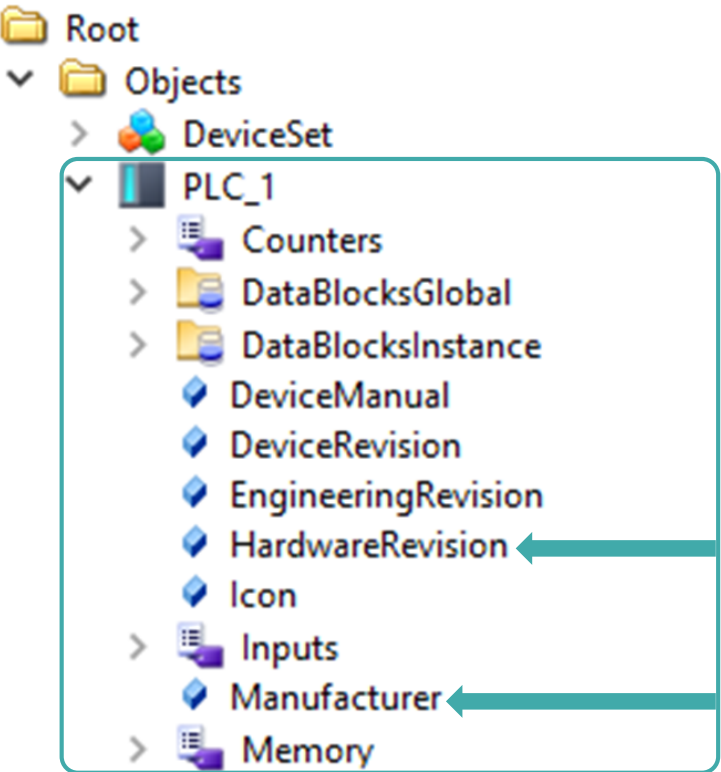 Root
Objects
DeviceSet
PLC_1
Counters
DataBlocksGlobal
DataBlocksInstance
DeviceManual
DeviceRevision
EngineeringRevision
HardwareRevision
Icon
Inputs
Manufacturer
Memory